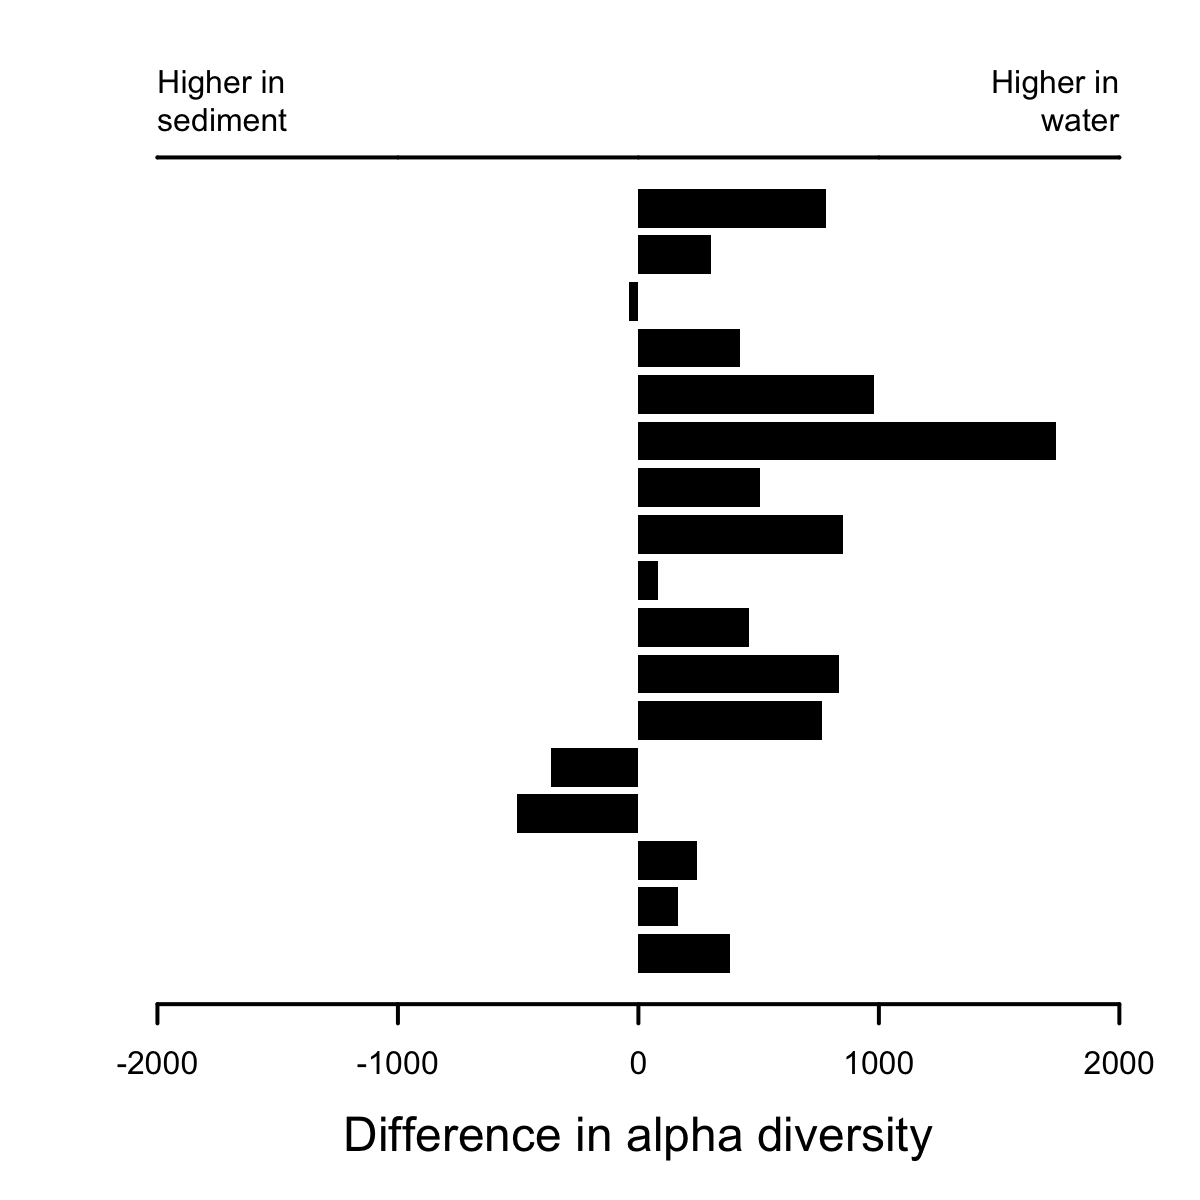 Higher in
sediment
Higher in
water
-2000
-1000
0
1000
2000
Difference in alpha diversity